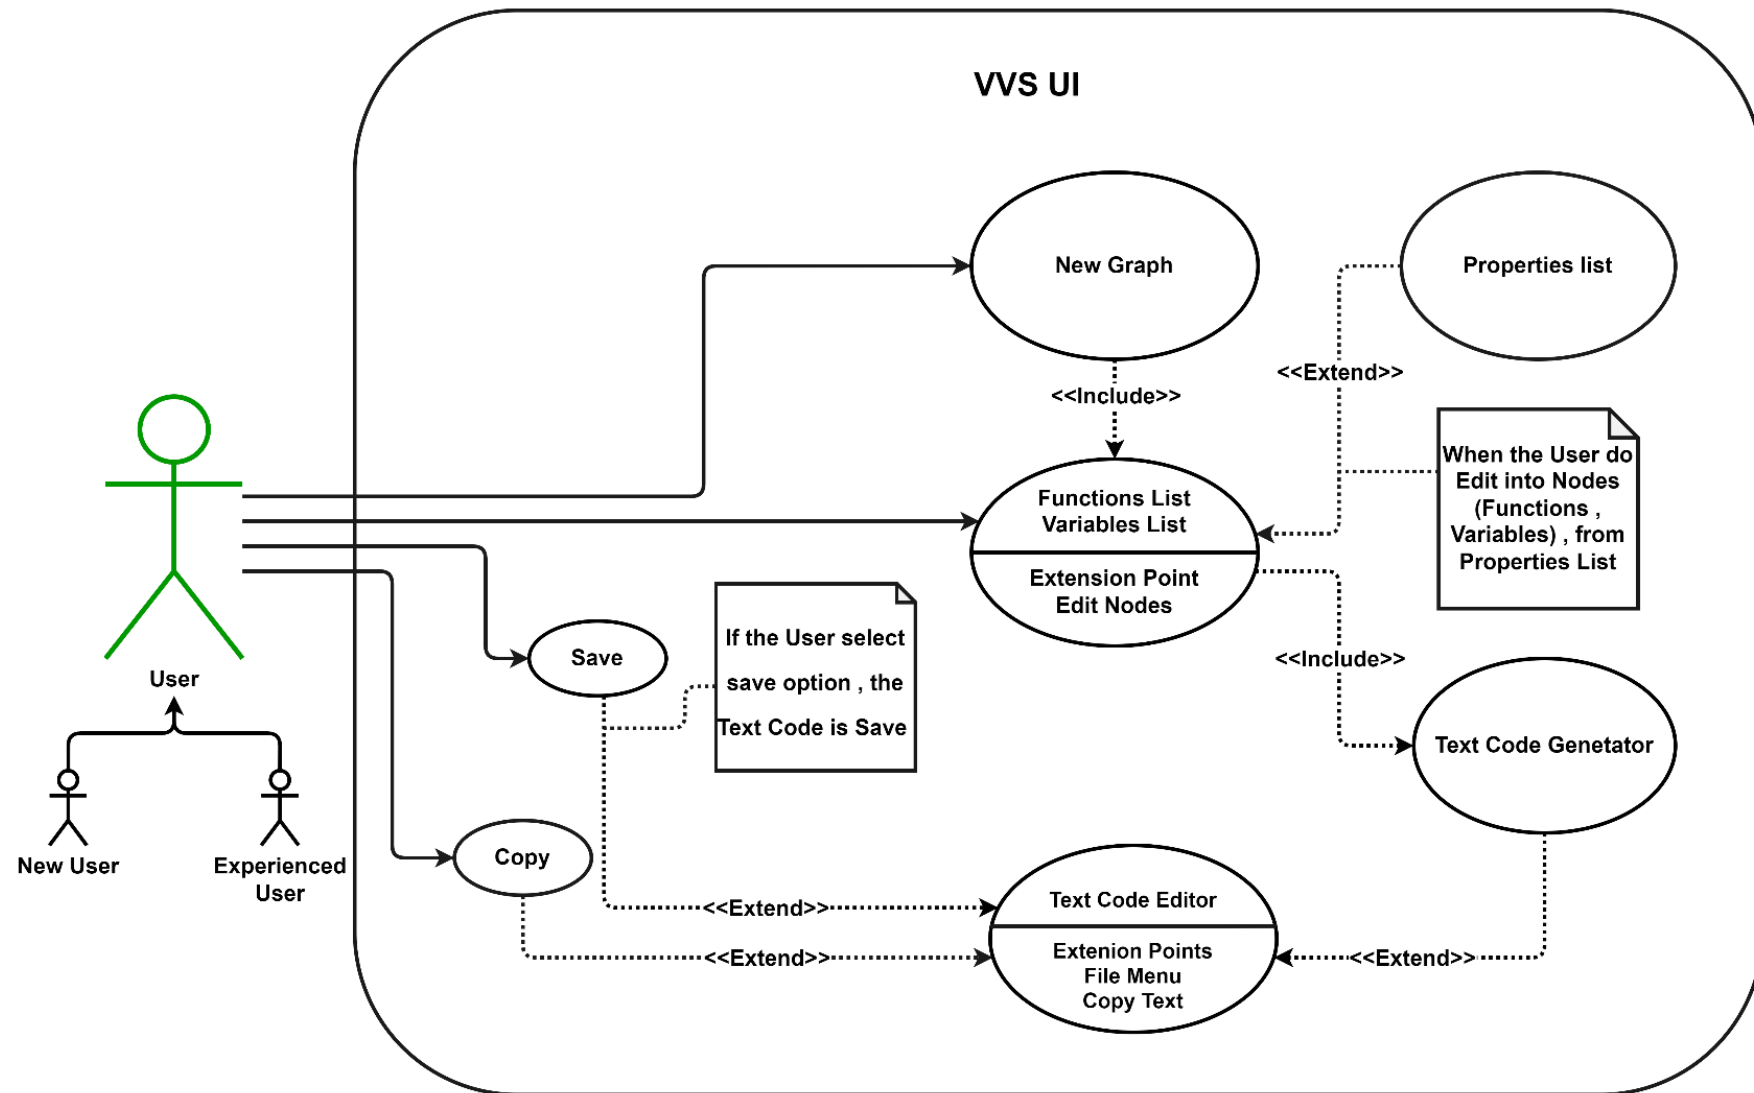 VVS UI
New Graph
Properties list
<<Extend>>
<<Include>>
When the User do
Edit into Nodes
(Functions ,
Variables) , from
Properties List
Functions List
Variables List
Extension Point
Edit Nodes
If the User select
save option , the
Text Code is Save
Save
<<Include>>
User
Text Code Genetator
New User
Experienced
User
Copy
Text Code Editor
<<Extend>>
Extenion Points
File Menu
Copy Text
<<Extend>>
<<Extend>>